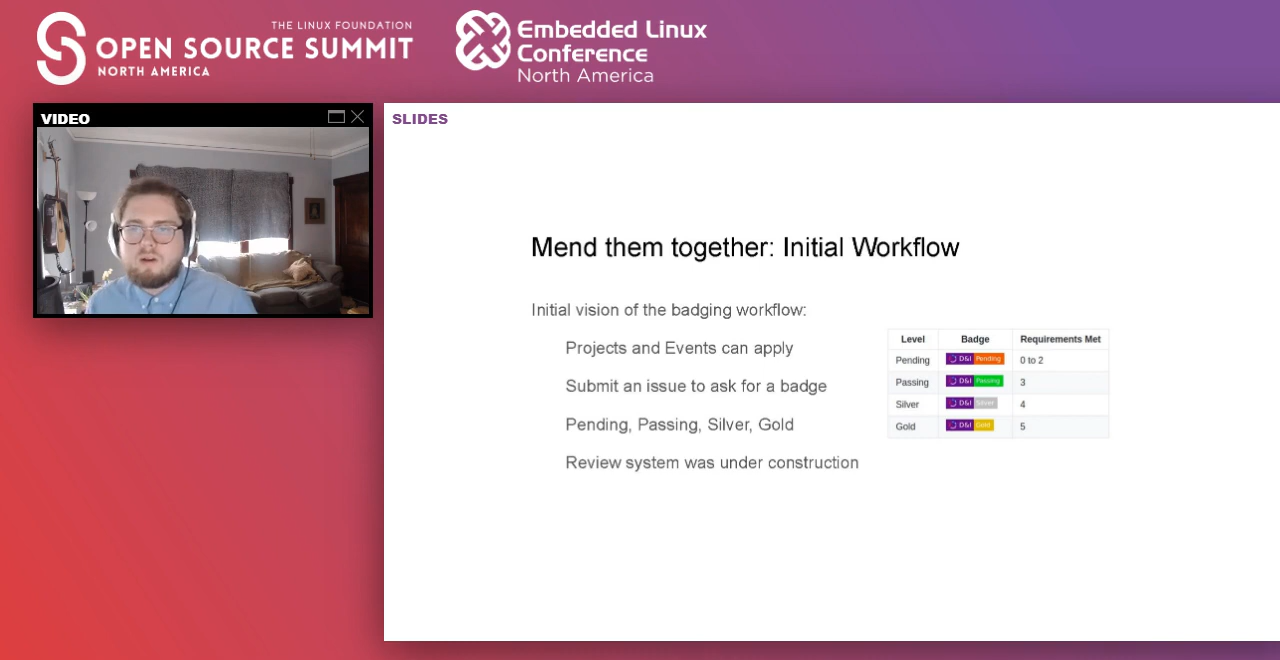 THE LINUX FOUNDATION
OPEN SOURCE SUMMIT
NORTH AMERICA
Embedded Linux
Conference
North America
VIDEO
SLIDES
Mend them together: Initial Workflow
Initial vision of the badging workflow:
Projects and Events can apply
Submit an issue to ask for a badge
Pending, Passing, Silver, Gold
Review system was under construction
Level Badge Requirements Met
Pending D&I Pending 0 to 2
Passing D&I Passing 3
Silver D&I Silver 4
Gold D&I Gold 5